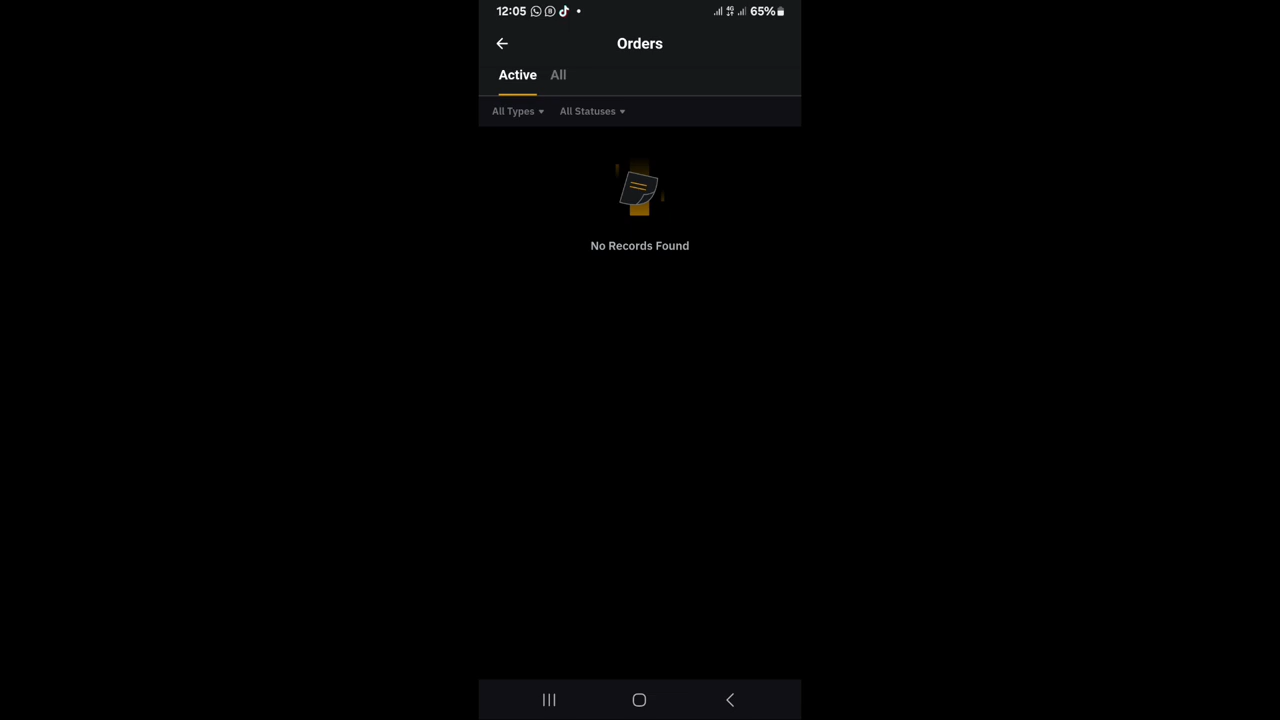 12:05 65%
Orders
Active All
All Types All Statuses
No Records Found